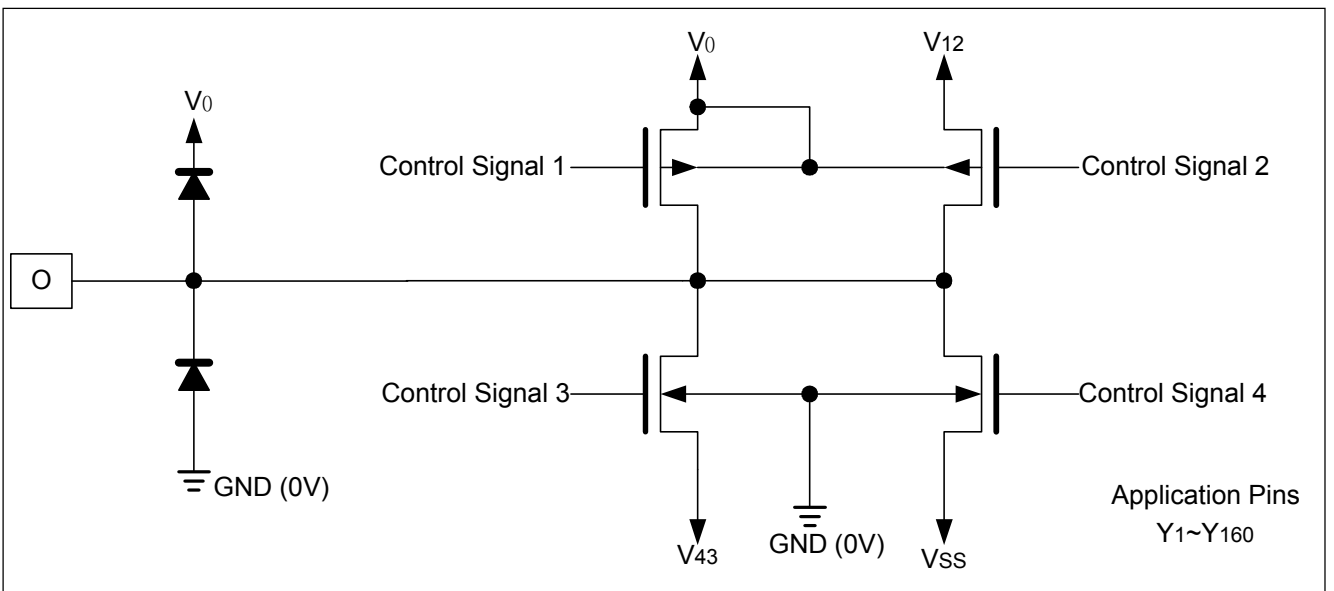 V0
V12
V0
Control Signal 1
Control Signal 2
O
Control Signal 3
Control Signal 4
GND (0V)
Application Pins
Y1~Y160
V43
GND (0V)
VSS